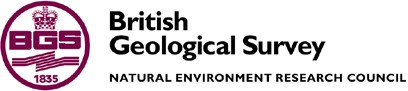 BGS
1835
British
Geological Survey
NATURAL ENVIRONMENT RESEARCH COUNCIL